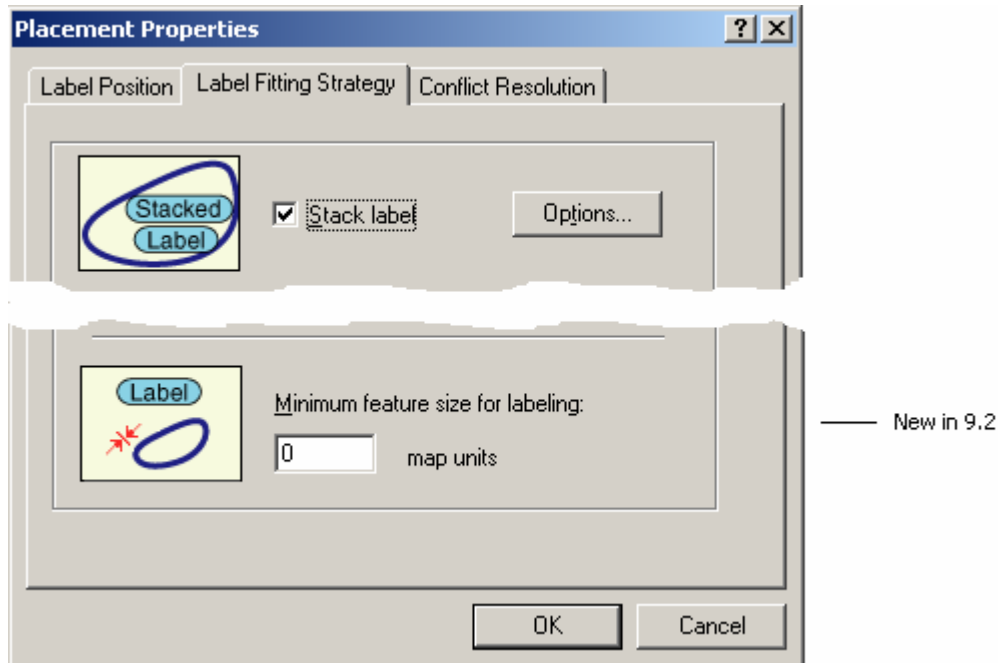 Placement Properties
Label Position Label Fitting Strategy Conflict Resolution
Stacked
Label
Stack label
Options...
Label
Minimum feature size for labeling:
0 map units
New in 9.2
OK Cancel